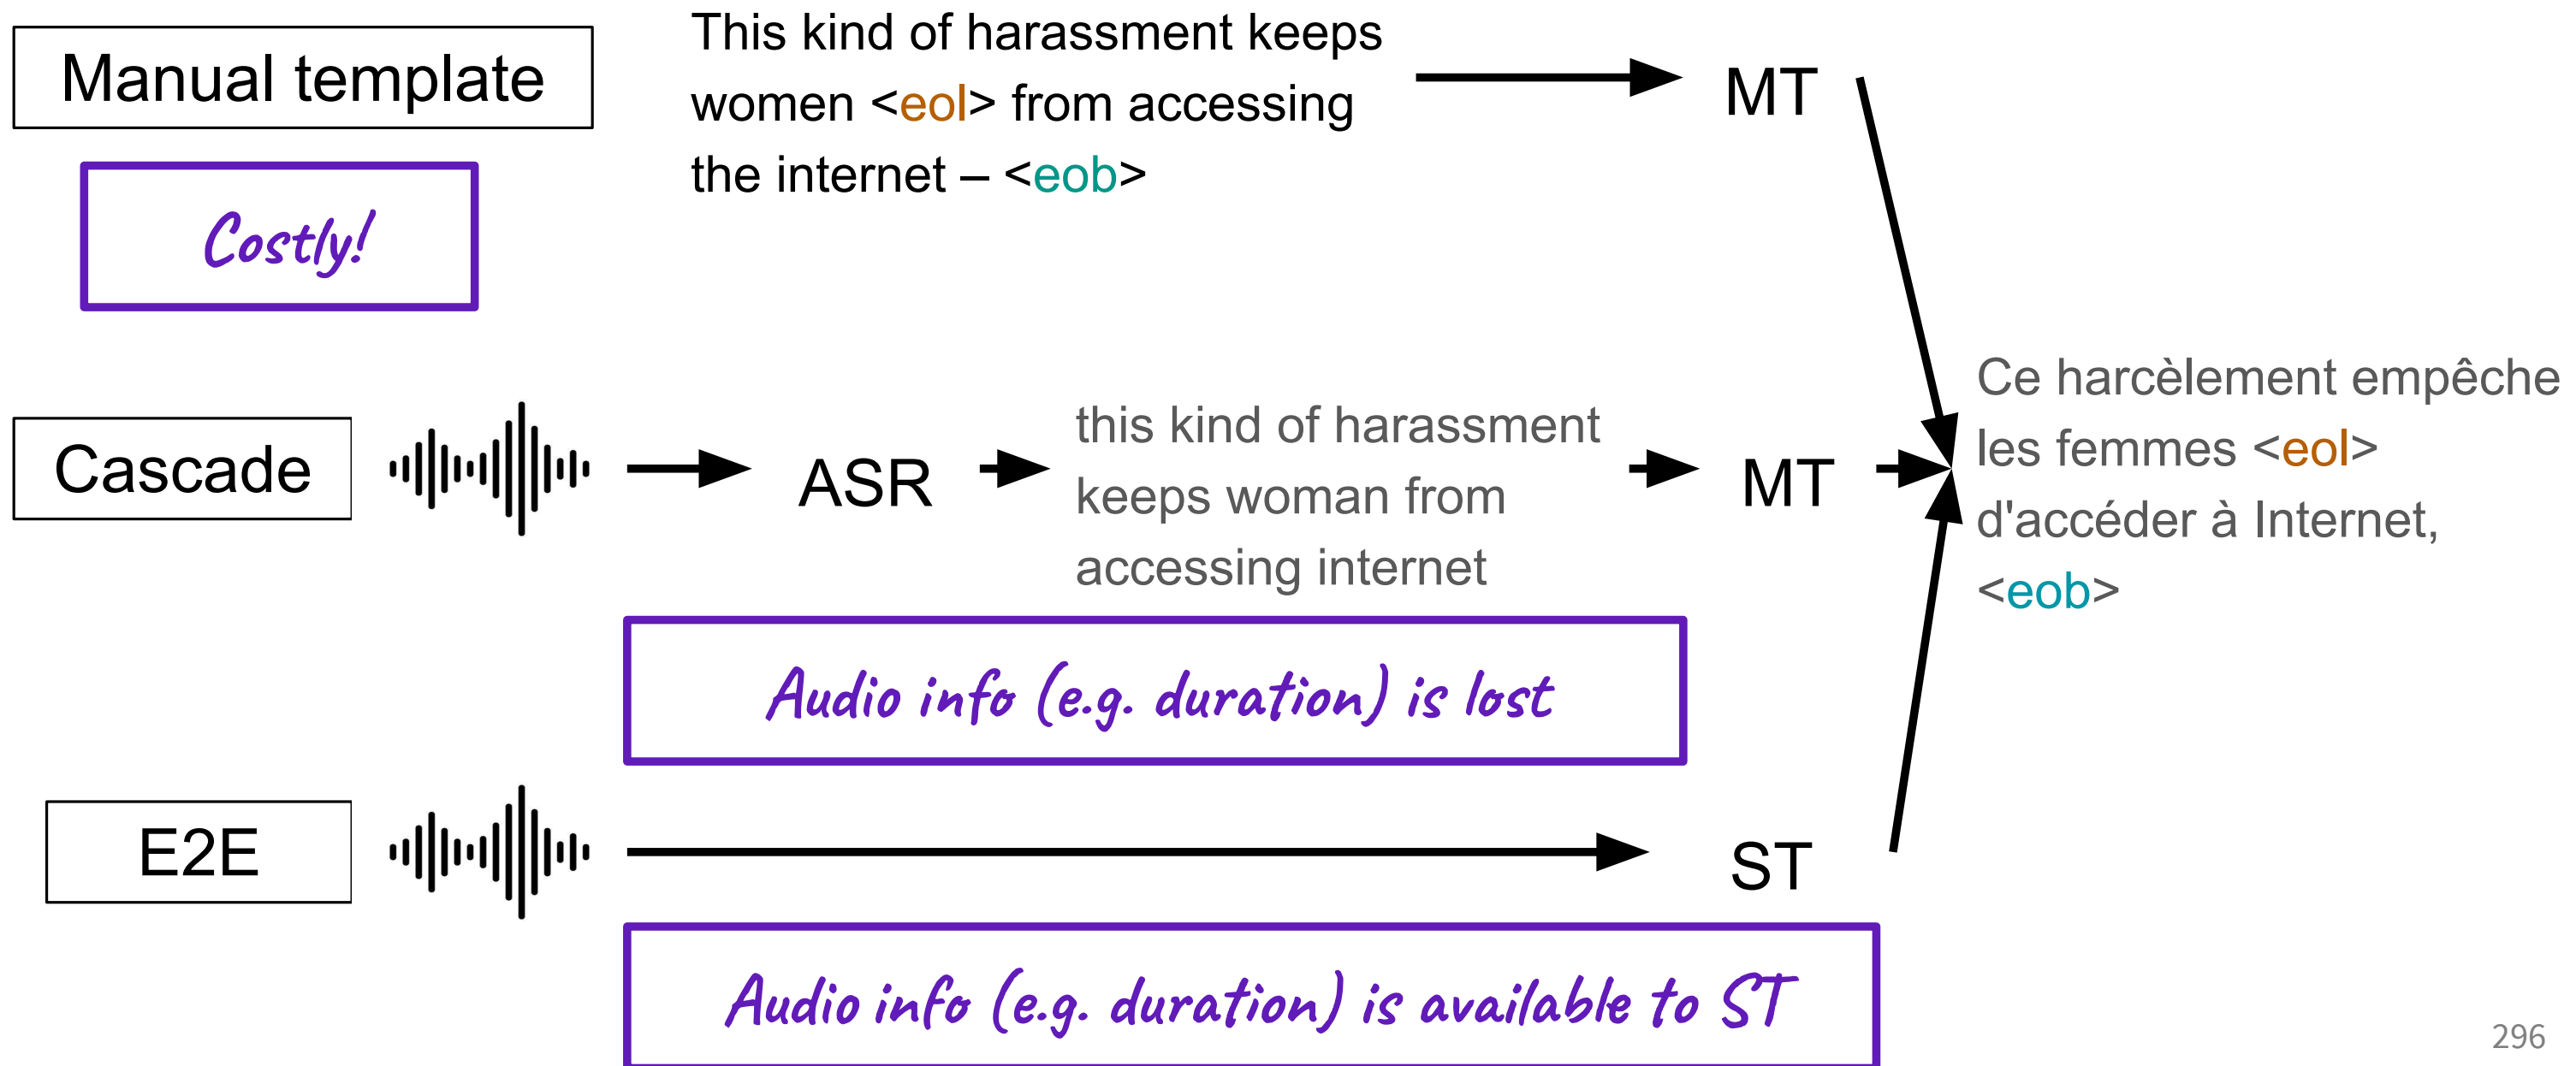 Manual template
This kind of harassment keeps
women <eol> from accessing
the internet – <eob>
MT
Costly!
Cascade
ASR
this kind of harassment
keeps woman from
accessing internet
MT
Ce harcèlement empêche
les femmes <eol>
d'accéder à Internet,
<eob>
Audio info (e.g. duration) is lost
E2E
ST
Audio info (e.g. duration) is available to ST
296